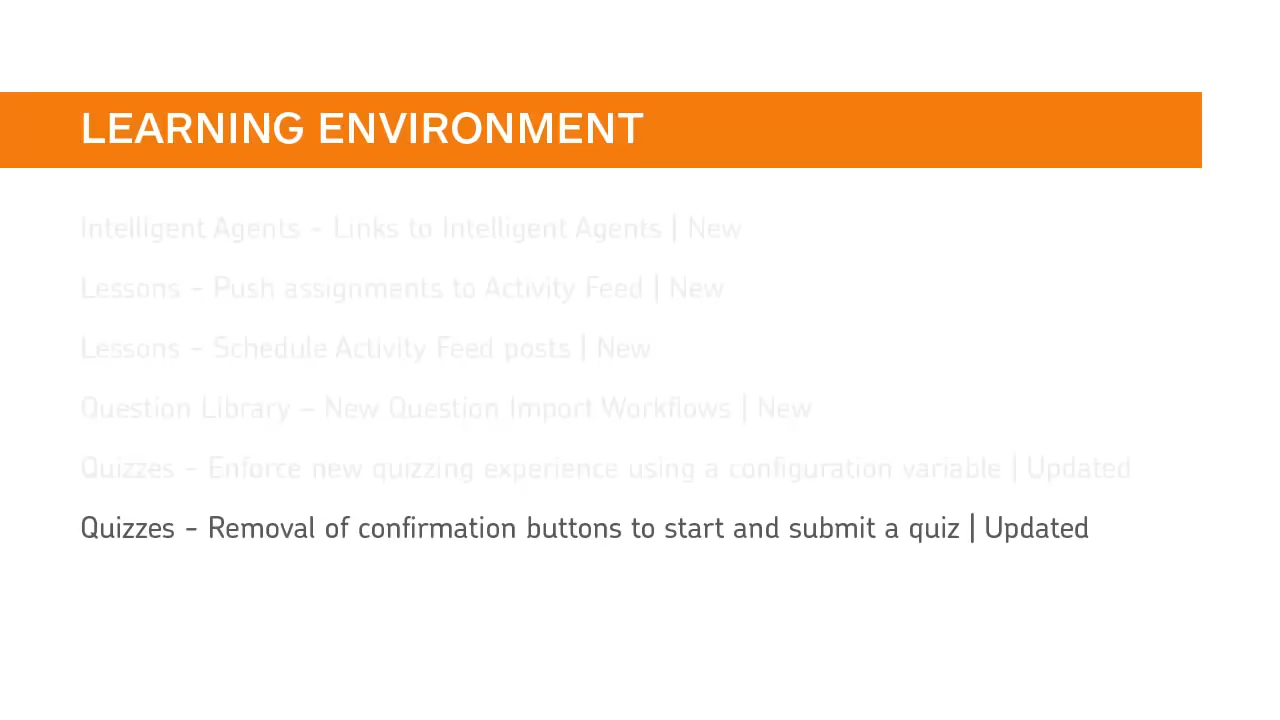 LEARNING ENVIRONMENT
Intelligent Agents - Links to Intelligent Agents | New
Lessons - Push assignments to Activity Feed | New
Lessons - Schedule Activity Feed posts | New
Question Library – New Question Import Workflows | New
Quizzes - Enforce new quizzing experience using a configuration variable | Updated
Quizzes - Removal of confirmation buttons to start and submit a quiz | Updated